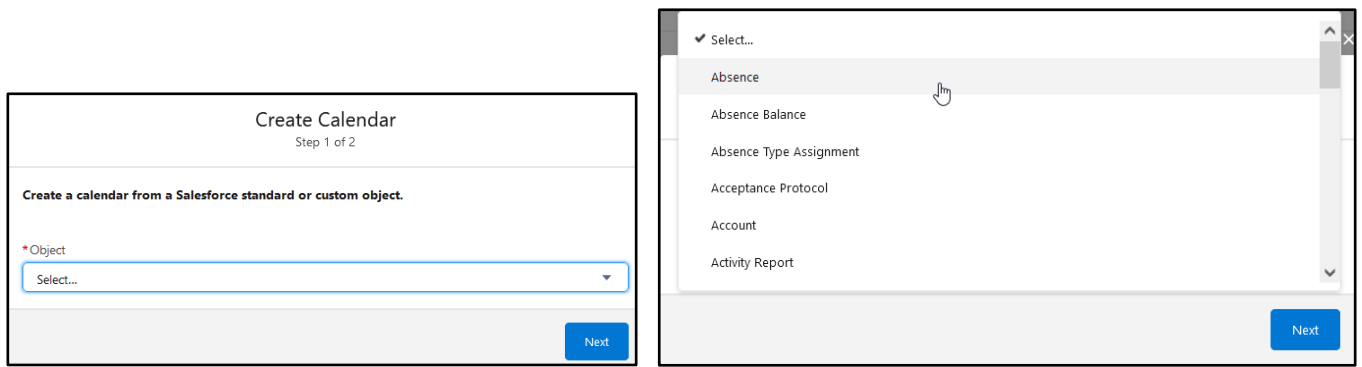 Create Calendar
Step 1 of 2
Create a calendar from a Salesforce standard or custom object.
*Object
Select...
Next
Select...
Absence
Absence Balance
Absence Type Assignment
Acceptance Protocol
Account
Activity Report
Next